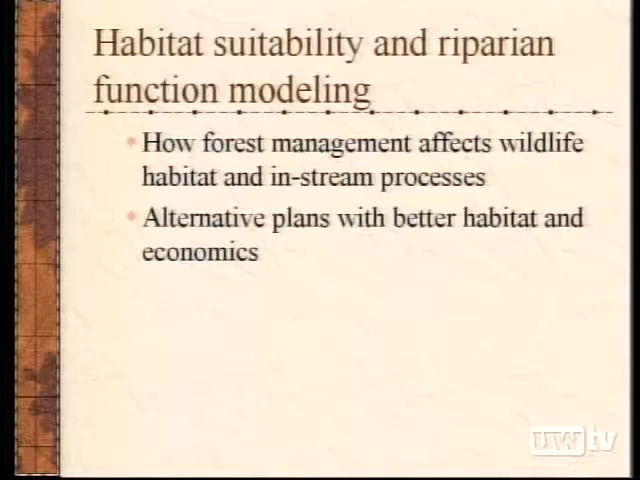 Habitat suitability and riparian
function modeling
How forest management affects wildlife
habitat and in-stream processes
Alternative plans with better habitat and
economics
UWtv